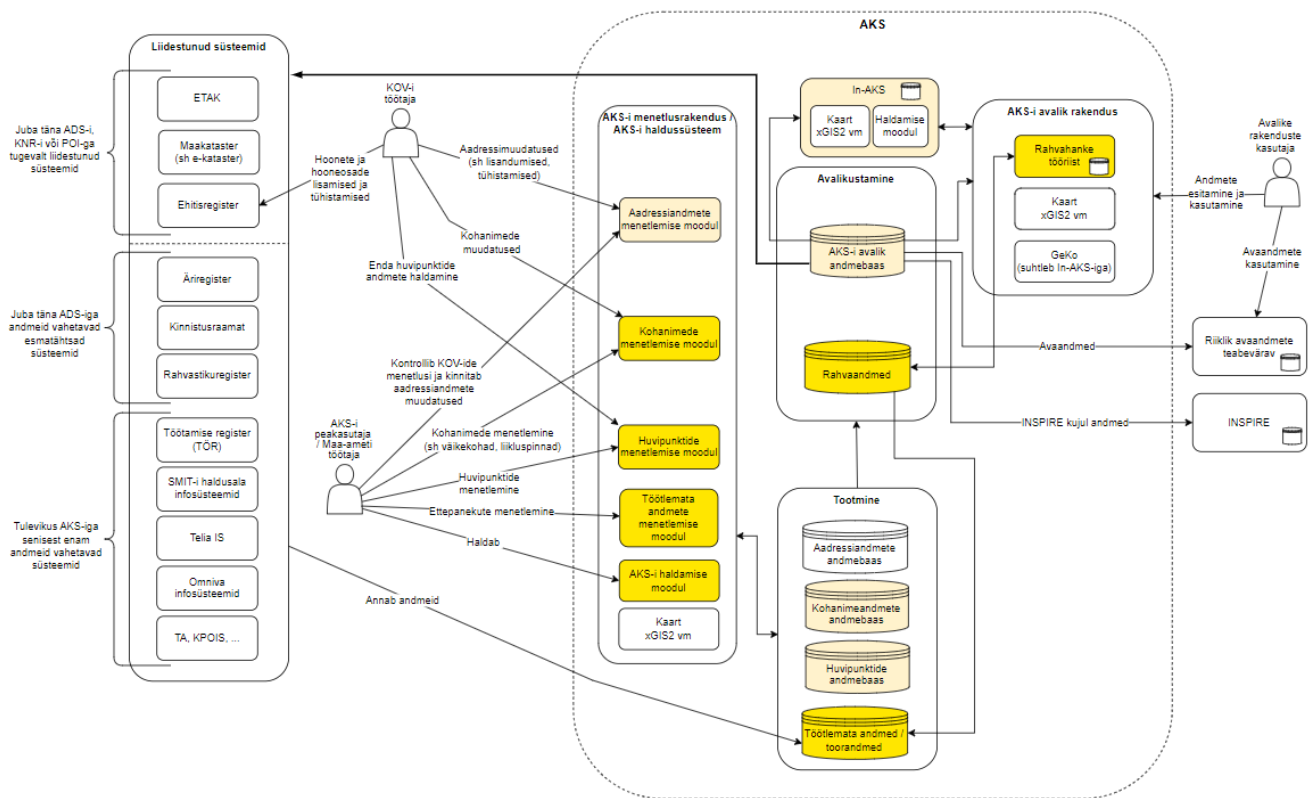 AKS
Liidestunud süsteemid
ETAK
Maakataster
(sh e-kataster)
Ehitisregister
Äriregister
Kinnistusraamat
Rahvastikuregister
Töötamise register
(TÖR)
SMIT-i haldusala
infosüsteemid
Telia IS
Omniva
infosüsteemid
TA, KPOIS, ...
Juba täna ADS-i,
KNR-i või POI-ga
tugevalt liidestunud
süsteemid
Juba täna ADS-iga
andmeid vahetavad
esmatähtsad
süsteemid
Tulevikus AKS-iga
senisest enam
andmeid vahetavad
süsteemid
KOV-i
töötaja
Hoonete ja
hooneosade
lisamised ja
tühistamised
Aadressimuudatused
(sh lisandumised,
tühistamised)
Kohanimede
muudatused
Enda huvipunktide
andmete haldamine
Kontrollib KOV-ide
menetlusi ja kinnitab
aadressiandmete
muudatused
AKS-i
peakasutaja
/ Maa-ameti
töötaja
Kohanimede menetlemine
(sh väikekohad, liikluspinnad)
Huvipunktide
menetlemine
Ettepanekute menetlemine
Haldab
Annab andmeid
AKS-i menetlusrakendus /
AKS-i haldussüsteem
Aadressiandmete
menetlemise moodul
Kohanimede
menetlemise moodul
Huvipunktide
menetlemise moodul
Töötlemata
andmete
menetlemise
moodul
AKS-i haldamise
moodul
Kaart
xGIS2 vm
In-AKS
Kaart
xGIS2 vm
Haldamise
moodul
Avalikustamine
AKS-i avalik
andmebaas
Rahvaandmed
Tootmine
Aadressiandmete
andmebaas
Kohanimeandmete
andmebaas
Huvipunktide
andmebaas
Töötlemata andmed /
toorandmed
AKS-i avalik rakendus
Rahvahanke
tööriist
Kaart
xGIS2 vm
GeKo
(suhtleb In-AKS-iga)
Avalike
rakenduste
kasutaja
Andmete
esitamine ja
kasutamine
Avaandmete
kasutamine
Avaandmed
Riiklik avaandmete
teabevärav
INSPIRE kujul andmed
INSPIRE